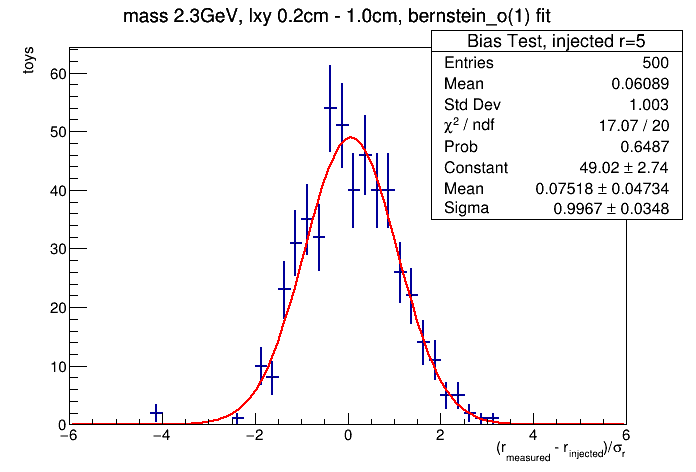 mass 2.3GeV, lxy 0.2cm - 1.0cm, bernstein_o(1) fit
toys
Bias Test, injected r=5
Entries 500
Mean 0.06089
Std Dev 1.003
χ² / ndf 17.07 / 20
Prob 0.6487
Constant 49.02 ± 2.74
Mean 0.07518 ± 0.04734
Sigma 0.9967 ± 0.0348
60
50
40
30
20
10
0
−6 −4 −2 0 2 4 6
(r_measured - r_injected)/σ_r